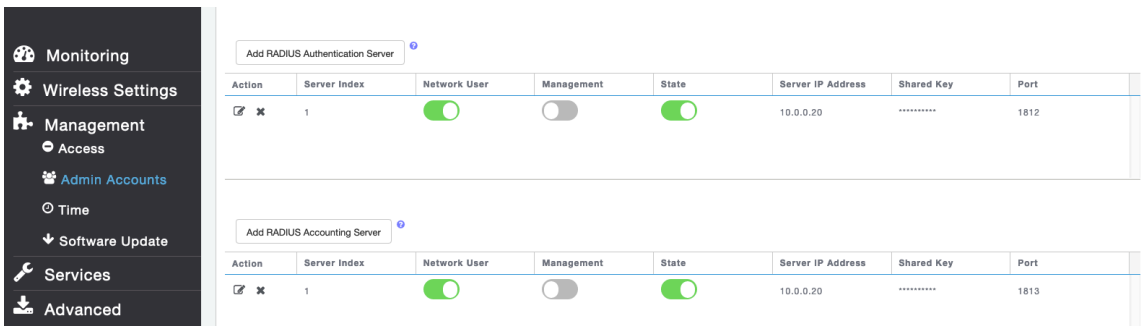 Monitoring
Wireless Settings
Management
Access
Admin Accounts
Time
Software Update
Services
Advanced
Add RADIUS Authentication Server ?
Action Server Index Network User Management State Server IP Address Shared Key Port
1 10.0.0.20 ********** 1812
Add RADIUS Accounting Server ?
Action Server Index Network User Management State Server IP Address Shared Key Port
1 10.0.0.20 ********** 1813